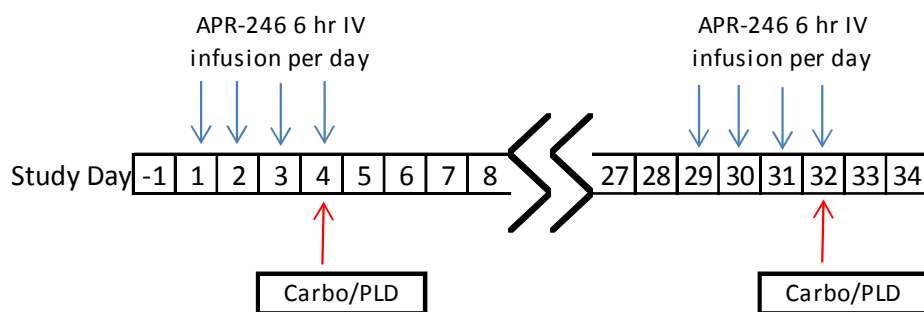 APR-246 6 hr IV
infusion per day
APR-246 6 hr IV
infusion per day
Study Day -1 1 2 3 4 5 6 7 8 27 28 29 30 31 32 33 34
Carbo/PLD
Carbo/PLD